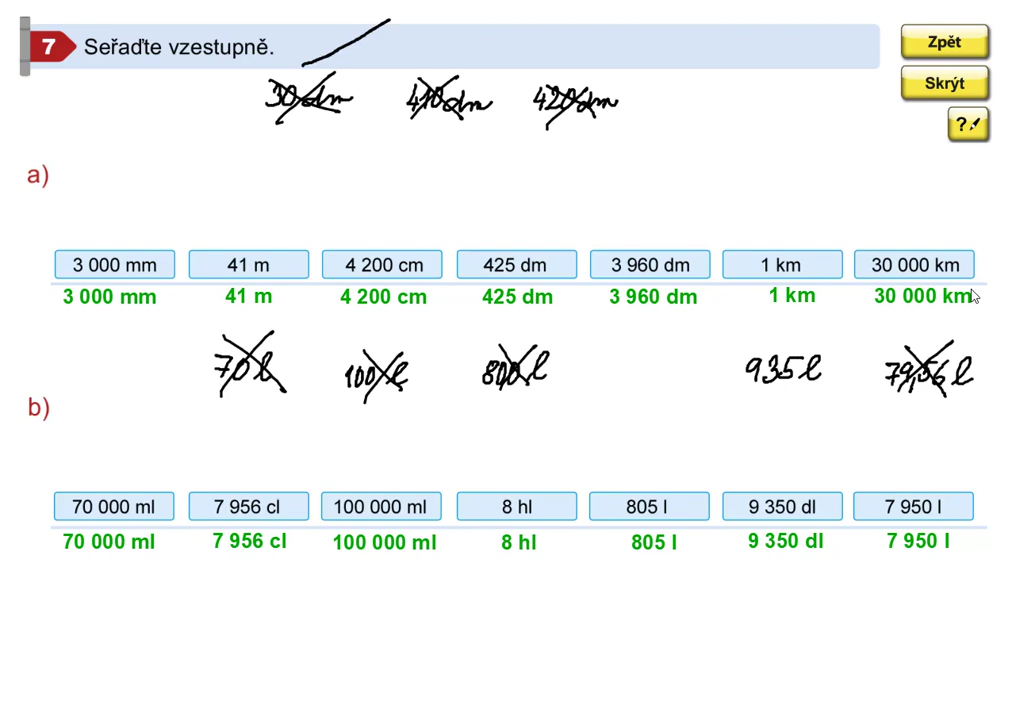 7 Seřaďte vzestupně.
Zpět
Skrýt
?
30 dm 410 dm 420 dm
a)
3 000 mm 41 m 4 200 cm 425 dm 3 960 dm 1 km 30 000 km
3 000 mm 41 m 4 200 cm 425 dm 3 960 dm 1 km 30 000 km
70 l 100 l 800 l 935 l 79,56 l
b)
70 000 ml 7 956 cl 100 000 ml 8 hl 805 l 9 350 dl 7 950 l
70 000 ml 7 956 cl 100 000 ml 8 hl 805 l 9 350 dl 7 950 l